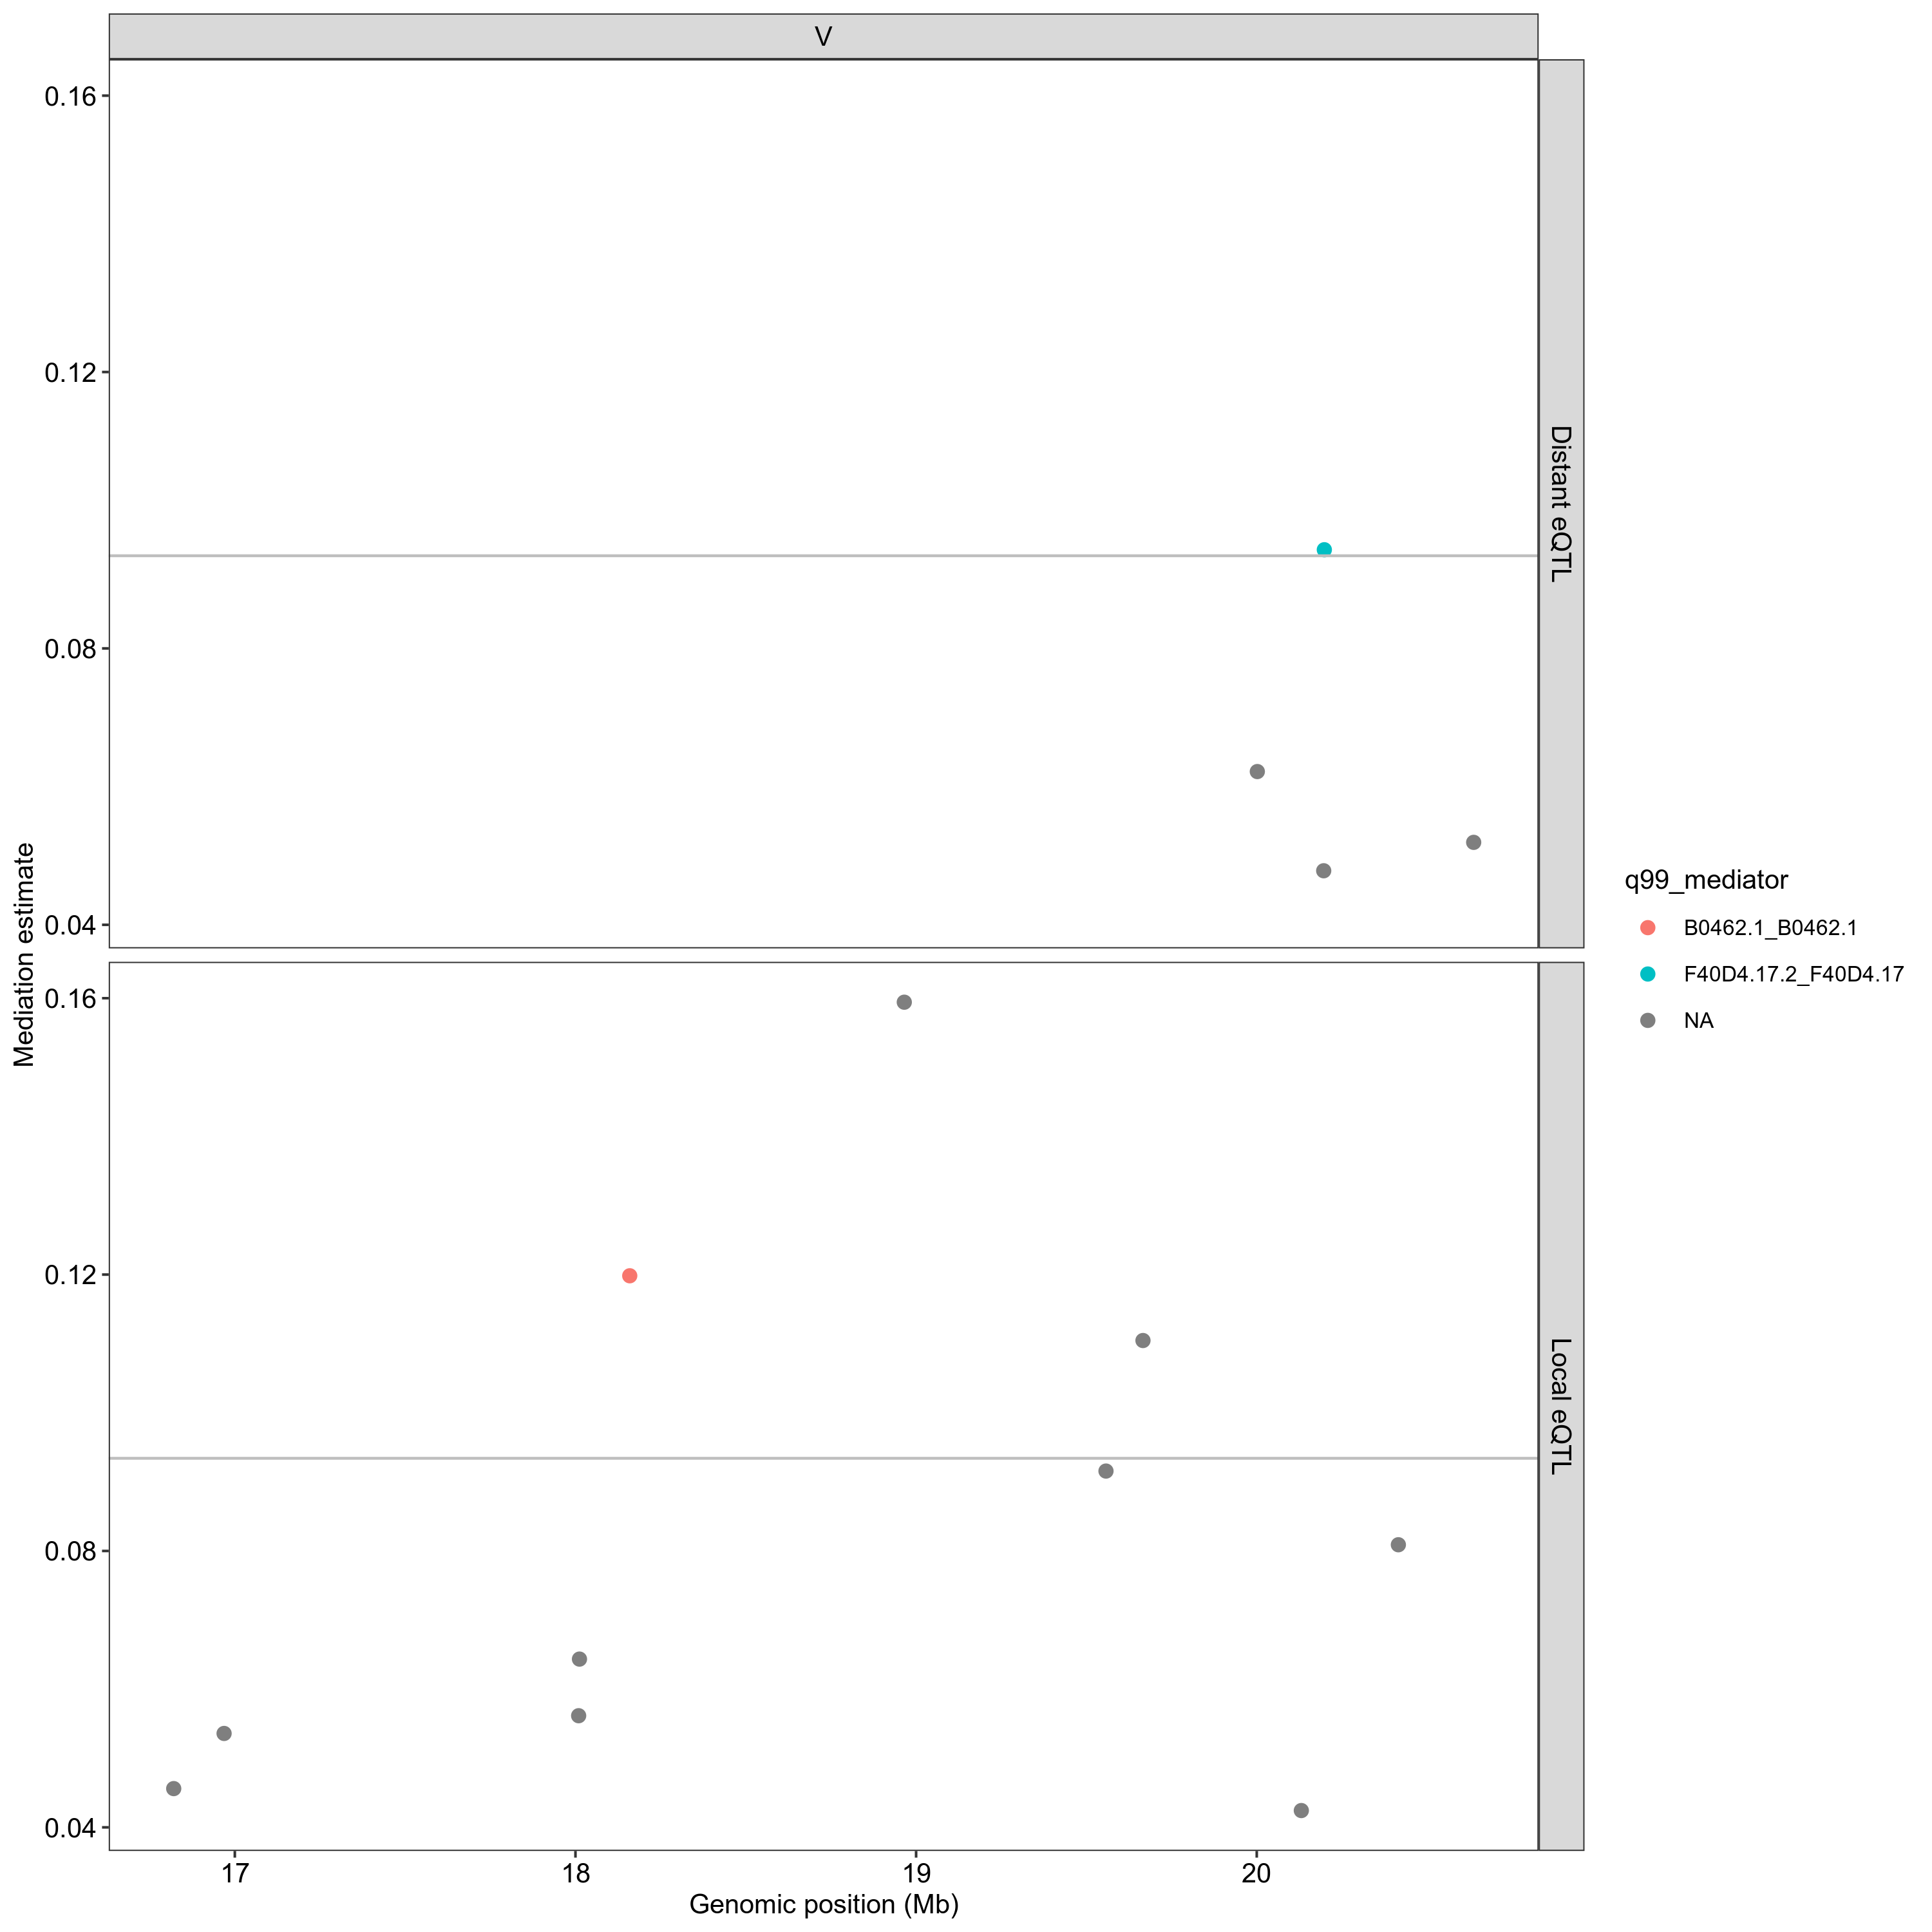 V
0.16
0.12
0.08
0.04
Distant eQTL
Mediation estimate
0.16
0.12
0.08
0.04
Local eQTL
17 18 19 20
Genomic position (Mb)
q99_mediator
B0462.1_B0462.1
F40D4.17.2_F40D4.17
NA